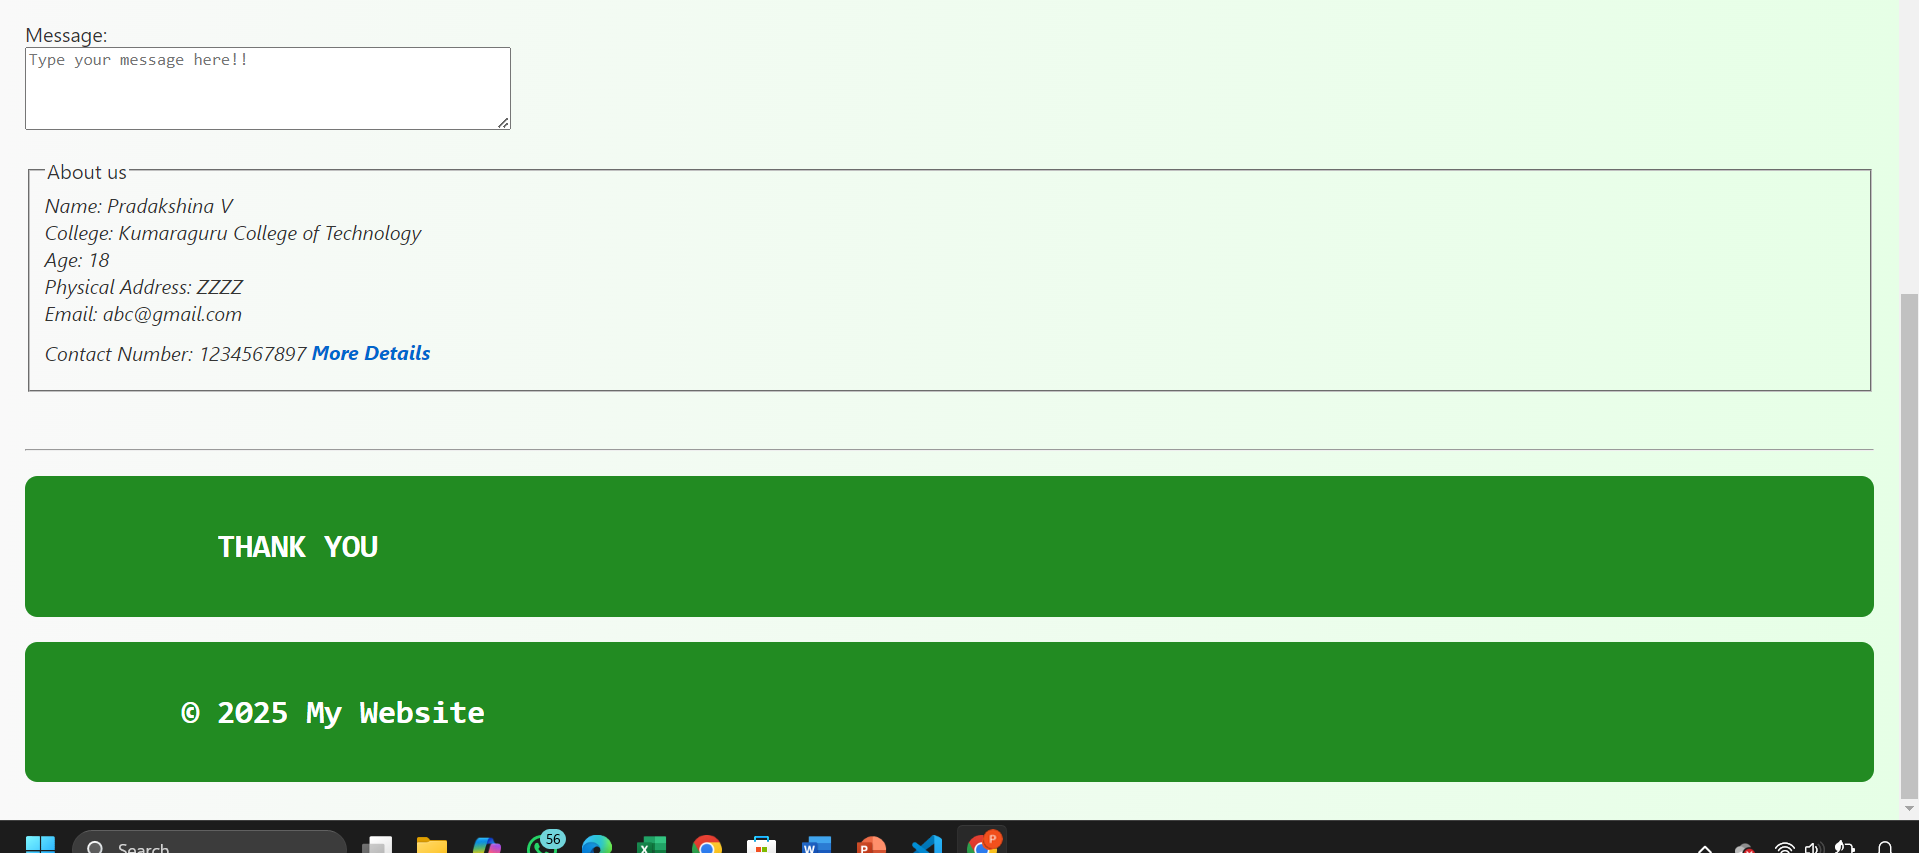 Message:
Type your message here!!
About us
Name: Pradakshina V
College: Kumaraguru College of Technology
Age: 18
Physical Address: ZZZZ
Email: abc@gmail.com
Contact Number: 1234567897 More Details
THANK YOU
© 2025 My Website
Search
56
P